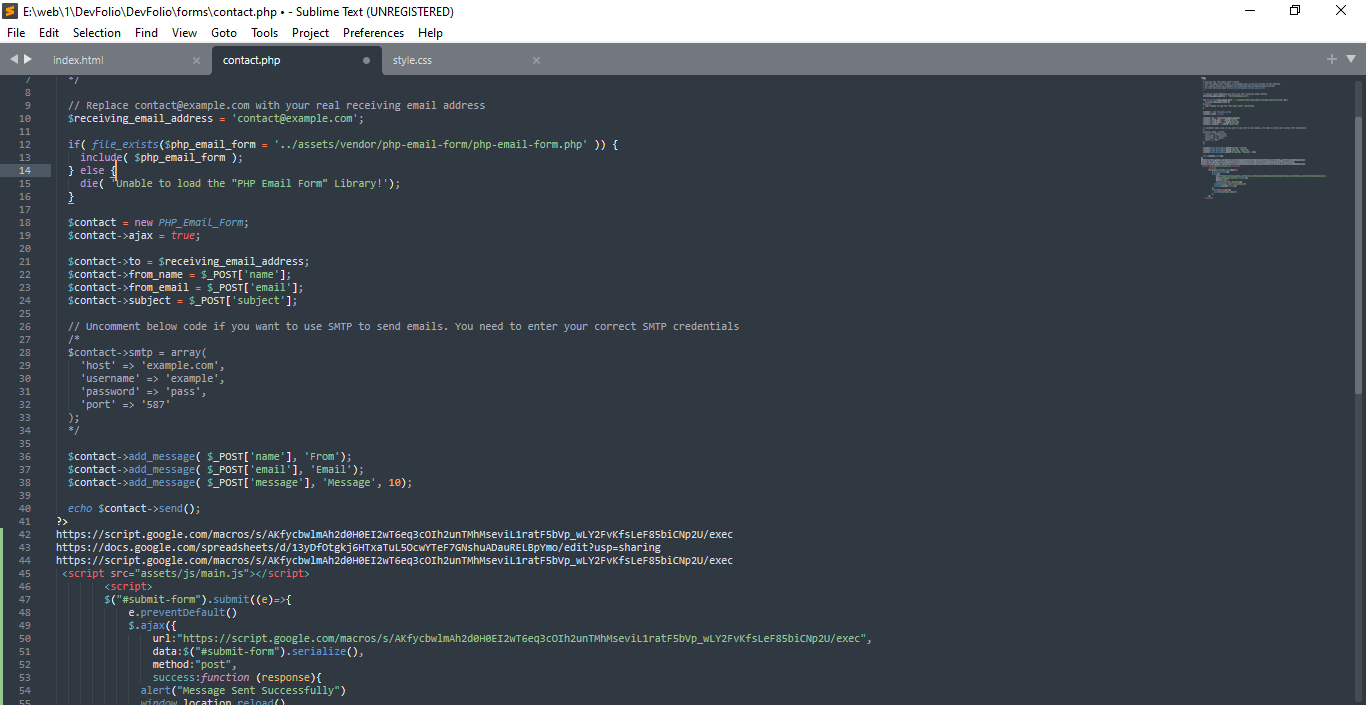 E:\web\1\DevFolio\DevFolio\forms\contact.php • - Sublime Text (UNREGISTERED)
File Edit Selection Find View Goto Tools Project Preferences Help
index.html contact.php style.css
7 */
8
9 // Replace contact@example.com with your real receiving email address
10 $receiving_email_address = 'contact@example.com';
11
12 if( file_exists($php_email_form = '../assets/vendor/php-email-form/php-email-form.php' )) {
13 include( $php_email_form );
14 } else {
15 die( 'Unable to load the "PHP Email Form" Library!');
16 }
17
18 $contact = new PHP_Email_Form;
19 $contact->ajax = true;
20
21 $contact->to = $receiving_email_address;
22 $contact->from_name = $_POST['name'];
23 $contact->from_email = $_POST['email'];
24 $contact->subject = $_POST['subject'];
25
26 // Uncomment below code if you want to use SMTP to send emails. You need to enter your correct SMTP credentials
27 /*
28 $contact->smtp = array(
29 'host' => 'example.com',
30 'username' => 'example',
31 'password' => 'pass',
32 'port' => '587'
33 );
34 */
35
36 $contact->add_message( $_POST['name'], 'From');
37 $contact->add_message( $_POST['email'], 'Email');
38 $contact->add_message( $_POST['message'], 'Message', 10);
39
40 echo $contact->send();
41 ?>
42 https://script.google.com/macros/s/AKfycbwlmAh2d0H0EI2wT6eq3cOIh2unTMhMseviL1ratF5bVp_wLY2FvKfsLeF85biCNp2U/exec
43 https://docs.google.com/spreadsheets/d/13yDfOtgkj6HTxaTuL5OcwYTeF7GNshuADauRELBpYmo/edit?usp=sharing
44 https://script.google.com/macros/s/AKfycbwlmAh2d0H0EI2wT6eq3cOIh2unTMhMseviL1ratF5bVp_wLY2FvKfsLeF85biCNp2U/exec
45 <script src="assets/js/main.js"></script>
46 <script>
47 $("#submit-form").submit((e)=>{
48 e.preventDefault()
49 $.ajax({
50 url:"https://script.google.com/macros/s/AKfycbwlmAh2d0H0EI2wT6eq3cOIh2unTMhMseviL1ratF5bVp_wLY2FvKfsLeF85biCNp2U/exec",
51 data:$("#submit-form").serialize(),
52 method:"post",
53 success:function (response){
54 alert("Message Sent Successfully")
55 window.location.reload()